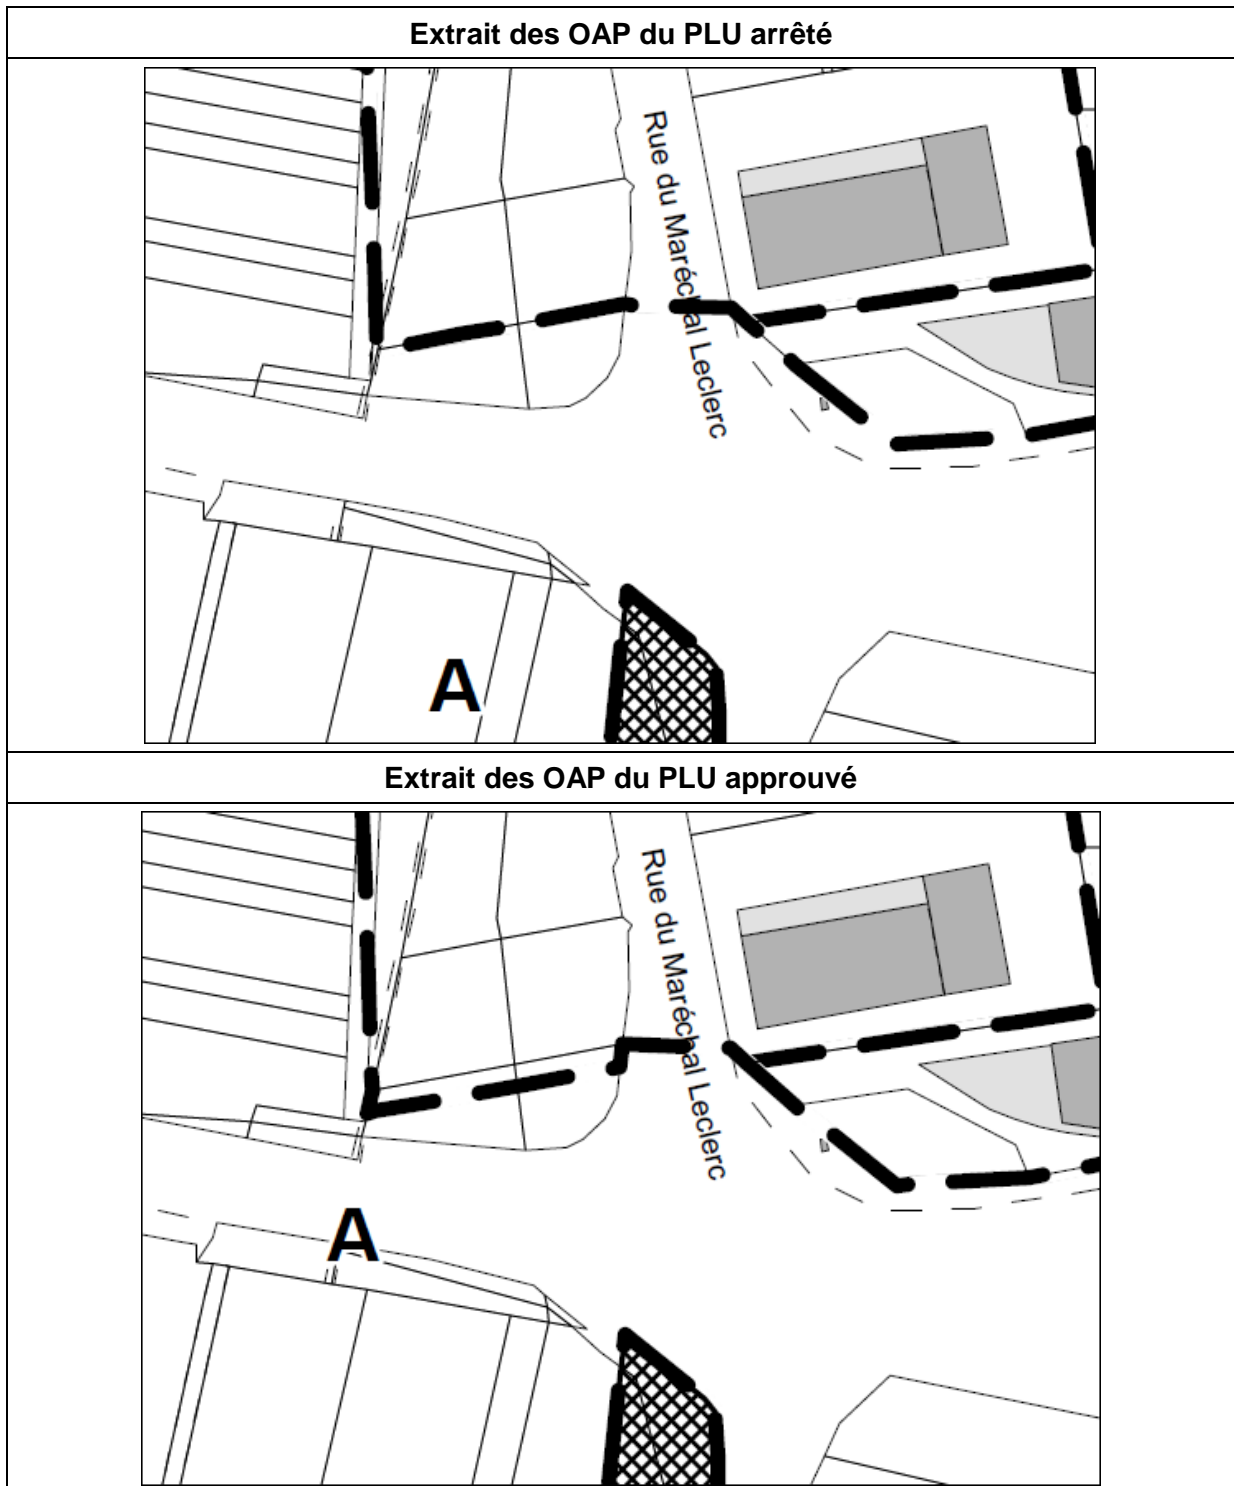 Extrait des OAP du PLU arrêté
Rue du Maréchal Leclerc
A
Extrait des OAP du PLU approuvé
Rue du Maréchal Leclerc
A